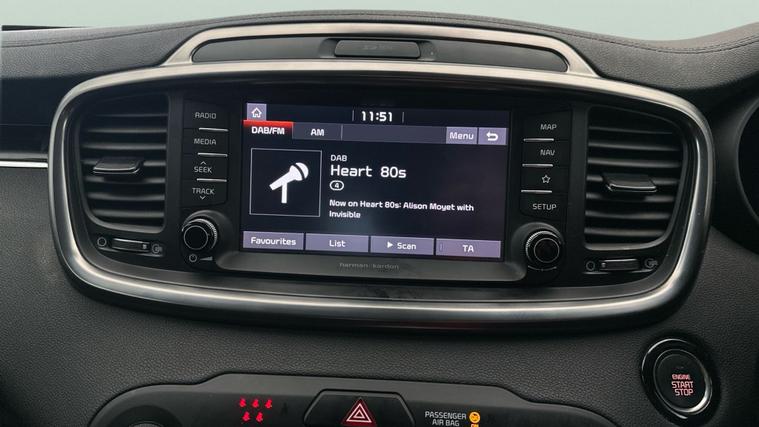 RADIO
MEDIA
SEEK
TRACK
11:51
DAB/FM
AM
Menu
DAB
Heart 80s
4
Now on Heart 80s: Alison Moyet with
Invisible
Favourites
List
Scan
TA
harman/kardon
MAP
NAV
SETUP
ENGINE
START
STOP
PASSENGER
AIR BAG